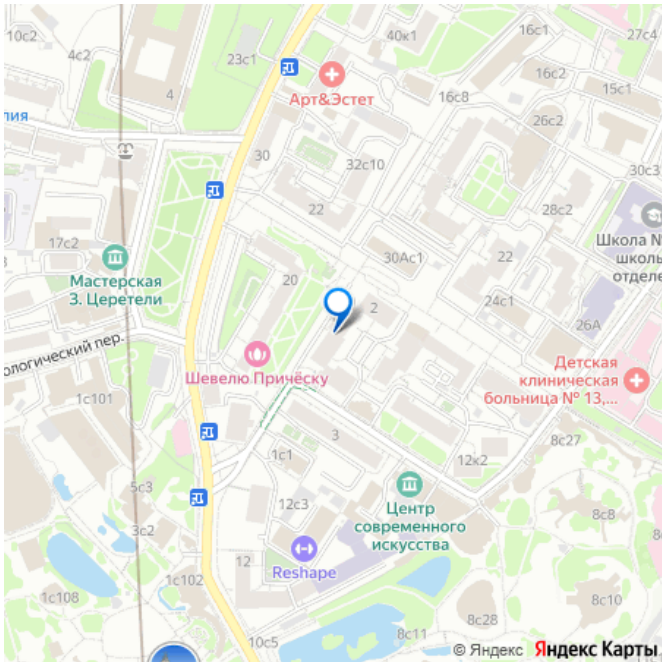 10с2
4с2
23с1
40к1
16с1
27с4
16с2
15с1
4
Арт&Эстет
16с8
лия
26с2
30
32с10
30с3
22
28с2
17с2
Школа №
школь
отделе
Мастерская
З. Церетели
30Ас1
22
20
24с1
2
26А
ологический пер.
Шевелю Причёску
Детская
клиническая
больница № 13,...
1с101
3
8с27
1с1
12к2
5с3
12с3
Центр
современного
искусства
8с6
8с8
3с2
12
Reshape
1с102
1с108
8с10
8с28
8с11
10с5
© Яндекс Яндекс Карты